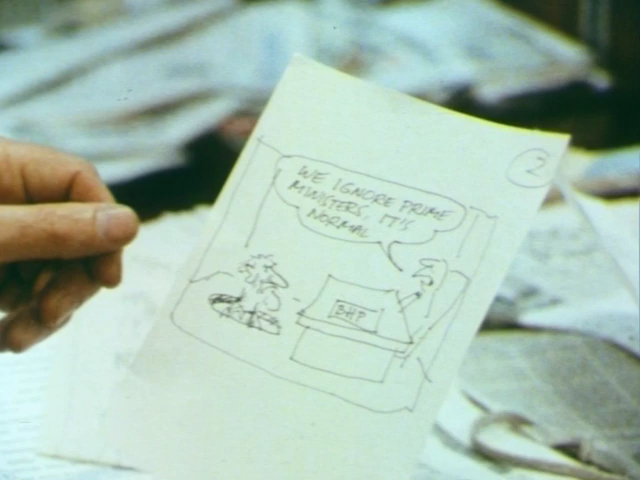 2
WE IGNORE PRIME
MINISTERS. IT'S
NORMAL
BHP